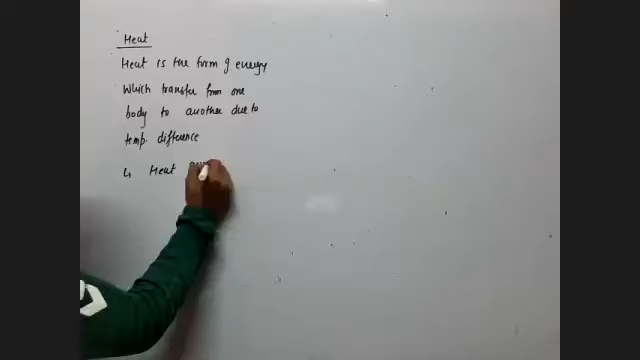 Heat
Heat is the form of energy
Which transfer from one
body to another due to
temp. difference
↳ Heat